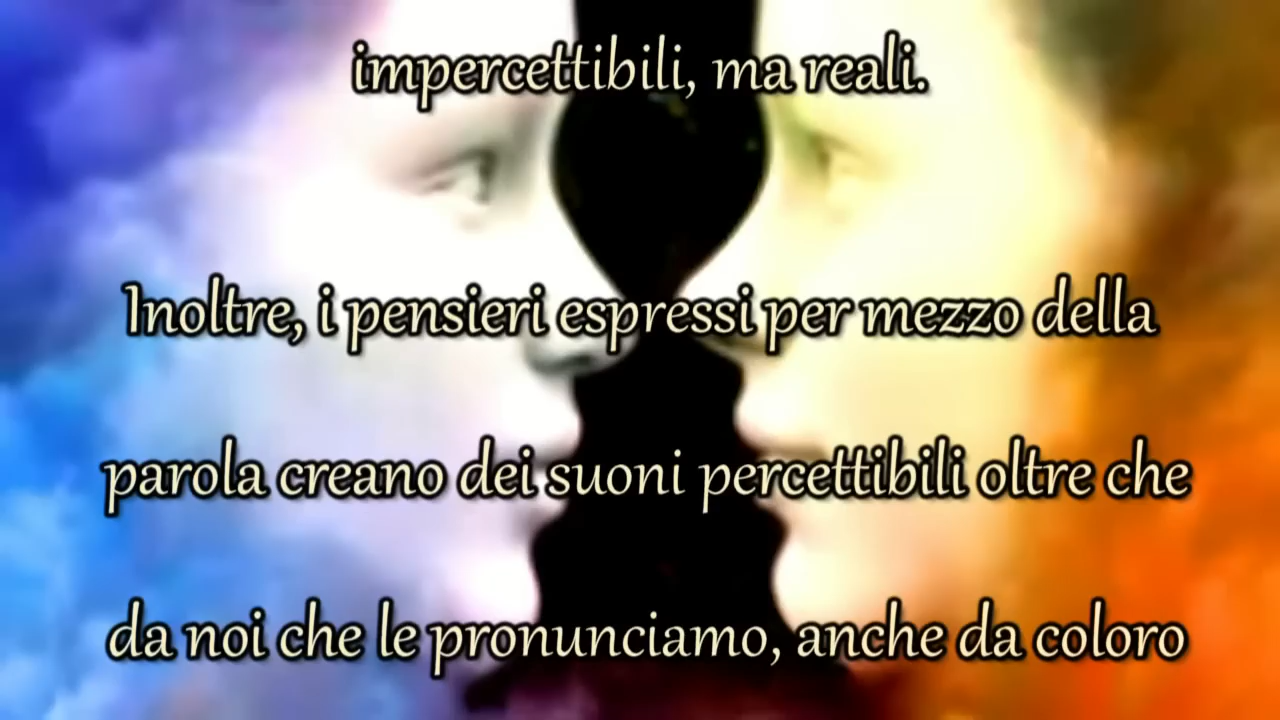 impercettibili, ma reali.
Inoltre, i pensieri espressi per mezzo della
parola creano dei suoni percettibili oltre che
da noi che le pronunciamo, anche da coloro